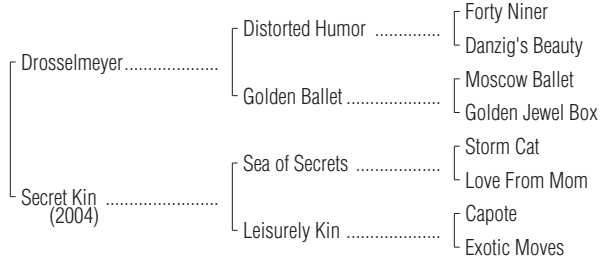 Forty Niner
Distorted Humor ..............
Danzig's Beauty
Drosselmeyer....................
Moscow Ballet
Golden Ballet ....................
Golden Jewel Box
Storm Cat
Sea of Secrets ..................
Love From Mom
Secret Kin ........................
(2004)
Capote
Leisurely Kin ....................
Exotic Moves